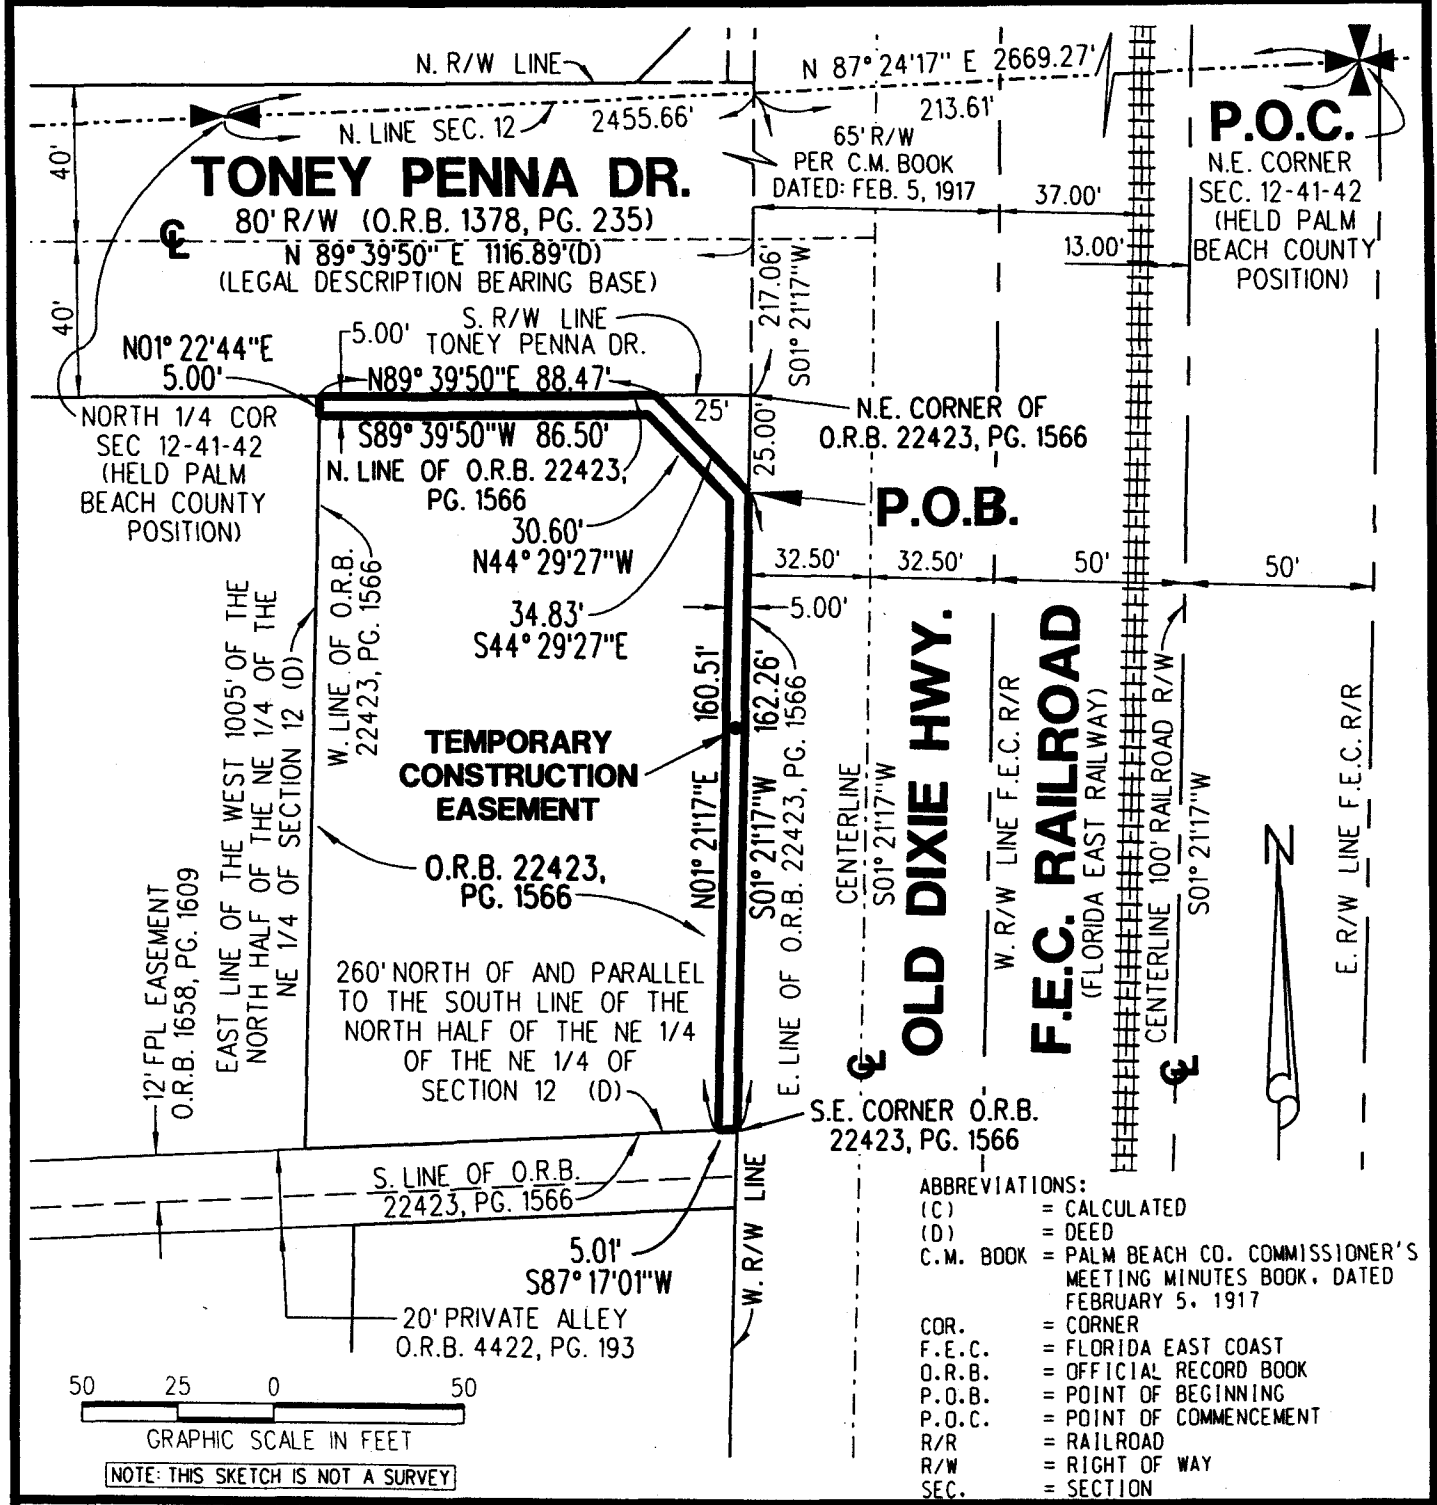 N. R/W LINE
N 87° 24'17" E 2669.27'
N. LINE SEC. 12
2455.66'
213.61'
P.O.C.
N.E. CORNER
SEC. 12-41-42
(HELD PALM
BEACH COUNTY
POSITION)
65' R/W
PER C.M. BOOK
DATED: FEB. 5, 1917
37.00'
13.00'
40'
40'
TONEY PENNA DR.
80' R/W (O.R.B. 1378, PG. 235)
CL
N 89° 39'50" E 1116.89'(D)
(LEGAL DESCRIPTION BEARING BASE)
217.06'
S01° 21'17"W
N01° 22'44"E
5.00'
5.00'
S. R/W LINE
TONEY PENNA DR.
N89° 39'50"E 88.47'
25'
25.00'
N.E. CORNER OF
O.R.B. 22423, PG. 1566
NORTH 1/4 COR
SEC 12-41-42
(HELD PALM
BEACH COUNTY
POSITION)
S89° 39'50"W 86.50'
N. LINE OF O.R.B. 22423,
PG. 1566
30.60'
N44° 29'27"W
34.83'
S44° 29'27"E
P.O.B.
32.50'
32.50'
50'
50'
5.00'
W. LINE OF O.R.B.
22423, PG. 1566
EAST LINE OF THE WEST 1005' OF THE
NORTH HALF OF THE NE 1/4 OF THE
NE 1/4 OF SECTION 12 (D)
TEMPORARY
CONSTRUCTION
EASEMENT
O.R.B. 22423,
PG. 1566
N01° 21'17"E
160.51'
S01° 21'17"W
162.26'
E. LINE OF O.R.B. 22423, PG. 1566
CENTERLINE
S01° 21'17"W
OLD DIXIE HWY.
CL
W. R/W LINE F.E.C. R/R
F.E.C. RAILROAD
(FLORIDA EAST RAILWAY)
CENTERLINE 100' RAILROAD R/W
S01° 21'17"W
CL
E. R/W LINE F.E.C. R/R
N
12' FPL EASEMENT
O.R.B. 1658, PG. 1609
260' NORTH OF AND PARALLEL
TO THE SOUTH LINE OF THE
NORTH HALF OF THE NE 1/4
OF THE NE 1/4 OF
SECTION 12 (D)
S.E. CORNER O.R.B.
22423, PG. 1566
S. LINE OF O.R.B.
22423, PG. 1566
5.01'
S87° 17'01"W
W. R/W LINE
20' PRIVATE ALLEY
O.R.B. 4422, PG. 193
50 25 0 50
GRAPHIC SCALE IN FEET
NOTE: THIS SKETCH IS NOT A SURVEY
ABBREVIATIONS:
(C) = CALCULATED
(D) = DEED
C.M. BOOK = PALM BEACH CO. COMMISSIONER'S
MEETING MINUTES BOOK, DATED
FEBRUARY 5, 1917
COR. = CORNER
F.E.C. = FLORIDA EAST COAST
O.R.B. = OFFICIAL RECORD BOOK
P.O.B. = POINT OF BEGINNING
P.O.C. = POINT OF COMMENCEMENT
R/R = RAILROAD
R/W = RIGHT OF WAY
SEC. = SECTION